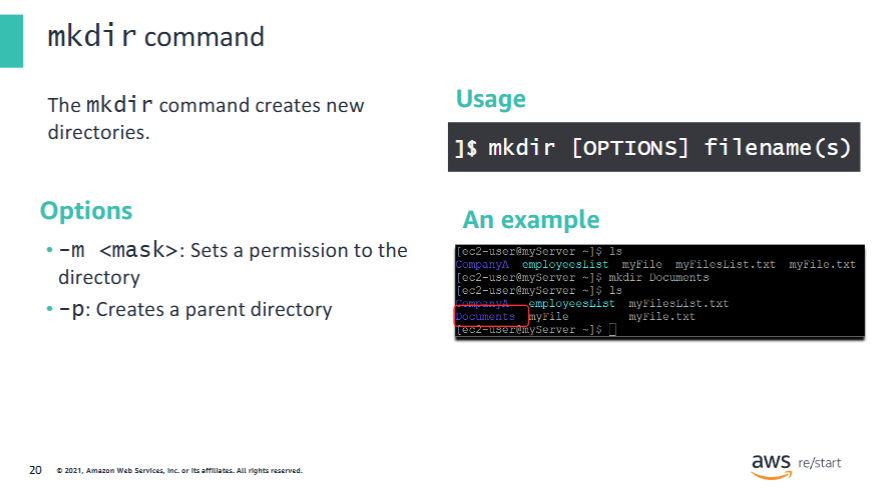 mkdir command
The mkdir command creates new
directories.
Options
• -m <mask>: Sets a permission to the
directory
• -p: Creates a parent directory
Usage
]$ mkdir [OPTIONS] filename(s)
An example
[ec2-user@myServer ~]$ ls
CompanyA employeesList myFile myFilesList.txt myFile.txt
[ec2-user@myServer ~]$ mkdir Documents
[ec2-user@myServer ~]$ ls
CompanyA employeesList myFilesList.txt
Documents myFile myFile.txt
[ec2-user@myServer ~]$
20 © 2021, Amazon Web Services, Inc. or its affiliates. All rights reserved.
aws re/start